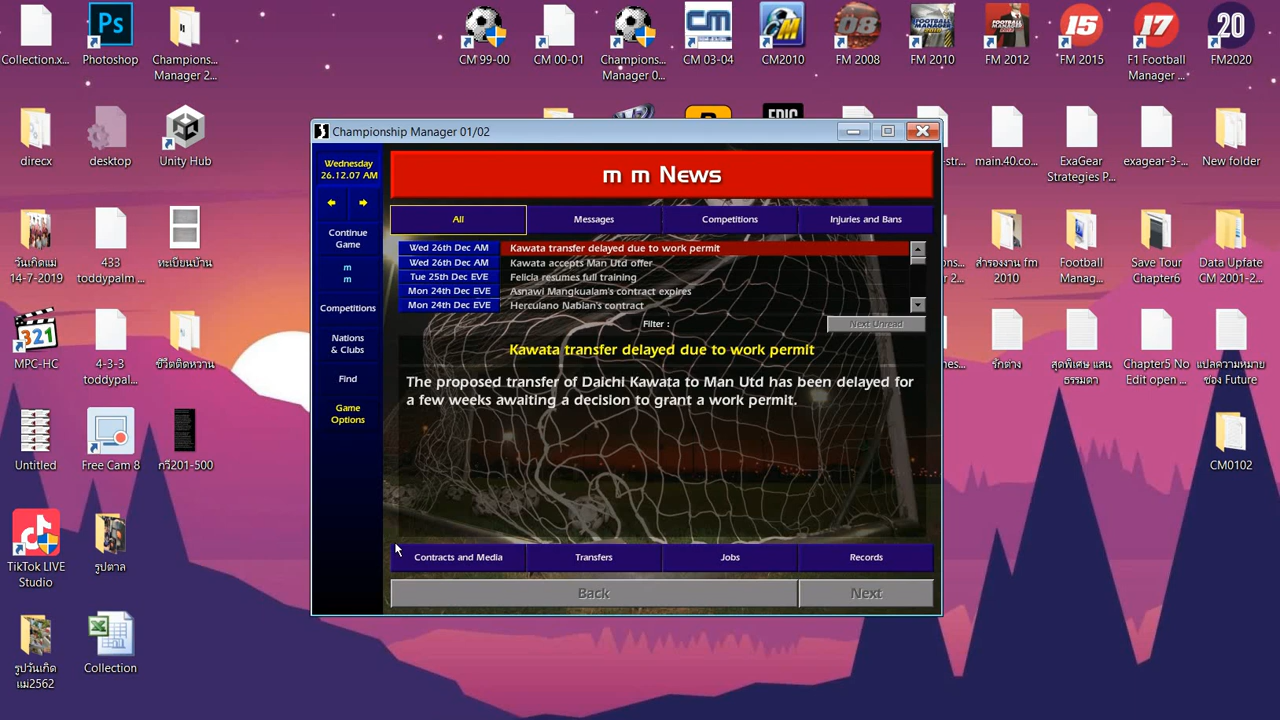 Collection.x...
Photoshop
Champions...
Manager 2...
CM 99-00
CM 00-01
Champions...
Manager 0...
CM 03-04
CM2010
FM 2008
FM 2010
FM 2012
FM 2015
F1 Football
Manager ...
FM2020
direcx
desktop
Unity Hub
main.40.co...
ExaGear
Strategies P...
exagear-3-...
New folder
วันเกิดแม่
14-7-2019
433
toddypalm...
ทะเบียนบ้าน
สำรองงาน fm
2010
Football
Manag...
Save Tour
Chapter6
Data Upfate
CM 2001-2...
MPC-HC
4-3-3
toddypal...
ชีวิตติดหวาน
รักต่าง
สุดพิเศษ แสน
ธรรมดา
Chapter5 No
Edit open ...
แปลความหมาย
ของ Future
Untitled
Free Cam 8
กวี201-500
CM0102
TikTok LIVE
Studio
รูปตาล
รูปวันเกิด
แม่2562
Collection
Championship Manager 01/02
Wednesday
26.12.07 AM
Continue
Game
m
m
Competitions
Nations
& Clubs
Find
Game
Options
m m News
All
Messages
Competitions
Injuries and Bans
Wed 26th Dec AM Kawata transfer delayed due to work permit
Wed 26th Dec AM Kawata accepts Man Utd offer
Tue 25th Dec EVE Felicia resumes full training
Mon 24th Dec EVE Asnawi Mangkualam's contract expires
Mon 24th Dec EVE Herculano Nabian's contract
Filter :
Next Unread
Kawata transfer delayed due to work permit
The proposed transfer of Daichi Kawata to Man Utd has been delayed for
a few weeks awaiting a decision to grant a work permit.
Contracts and Media
Transfers
Jobs
Records
Back
Next